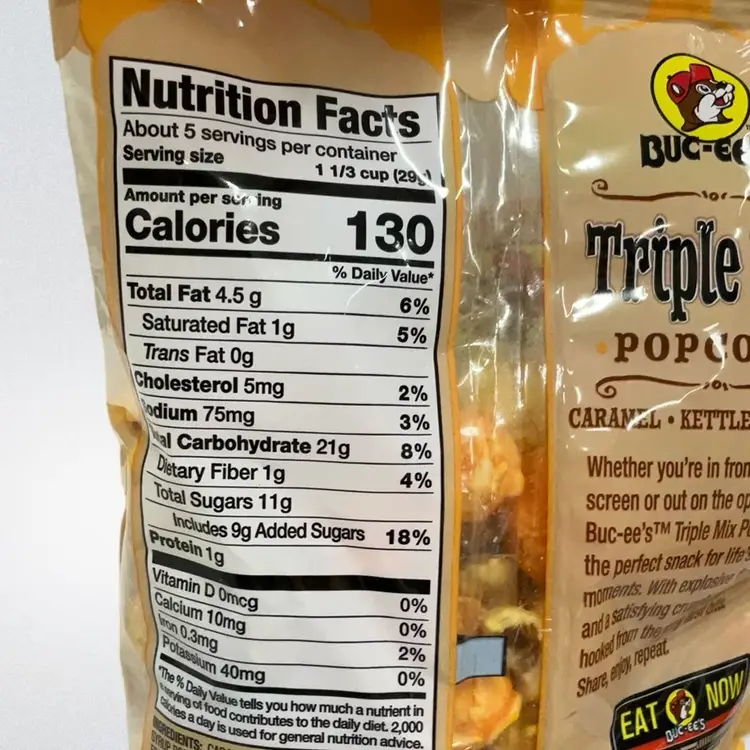 Nutrition Facts
About 5 servings per container
Serving size 1 1/3 cup (29g)
Amount per serving
Calories 130
% Daily Value*
Total Fat 4.5 g 6%
Saturated Fat 1g 5%
Trans Fat 0g
Cholesterol 5mg 2%
Sodium 75mg 3%
Total Carbohydrate 21g 8%
Dietary Fiber 1g 4%
Total Sugars 11g
Includes 9g Added Sugars 18%
Protein 1g
Vitamin D 0mcg 0%
Calcium 10mg 0%
Iron 0.3mg 2%
Potassium 40mg 0%
*The % Daily Value tells you how much a nutrient in
a serving of food contributes to the daily diet. 2,000
calories a day is used for general nutrition advice.
INGREDIENTS:
BUC-EE
Triple
POPCO
CARAMEL • KETTLE
Whether you're in fron
screen or out on the op
Buc-ee's™ Triple Mix P
the perfect snack for life's
moments. With explosive
and a satisfying
hooked from the
Share, enjoy, repeat.
EAT NOW
BUC-EE'S